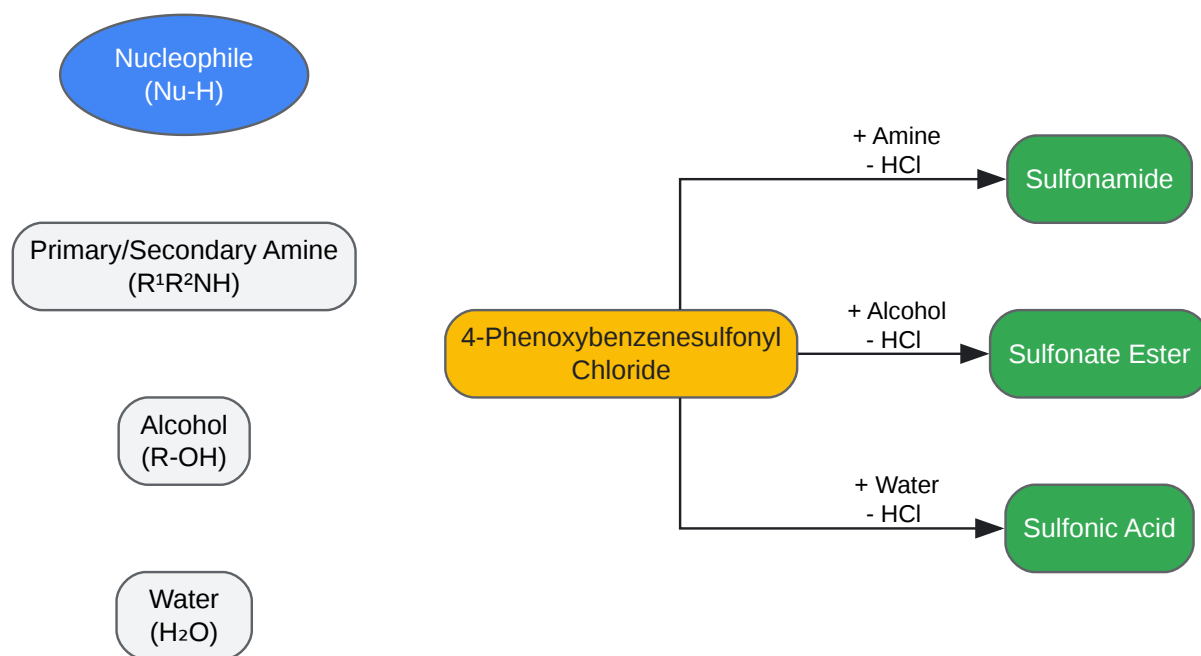 Nucleophile
(Nu-H)
Primary/Secondary Amine
(R¹R²NH)
Alcohol
(R-OH)
Water
(H₂O)
4-Phenoxybenzenesulfonyl
Chloride
+ Amine
- HCl
Sulfonamide
+ Alcohol
- HCl
Sulfonate Ester
+ Water
- HCl
Sulfonic Acid